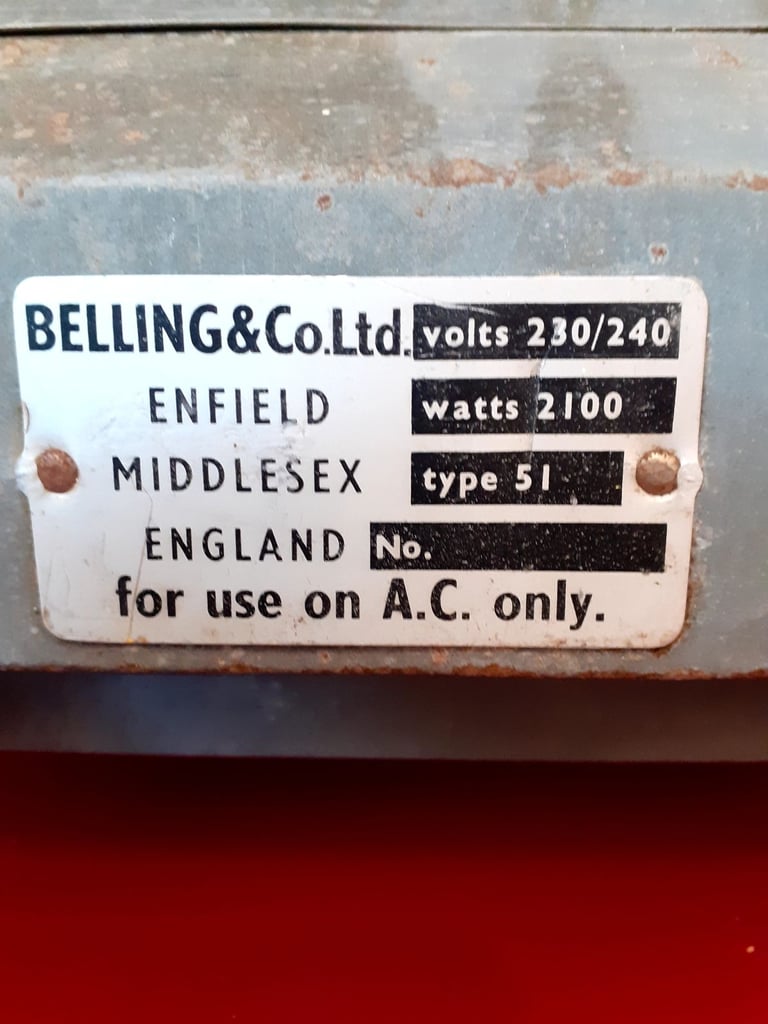 BELLING&Co.Ltd. volts 230/240
ENFIELD watts 2100
MIDDLESEX type 51
ENGLAND No.
for use on A.C. only.